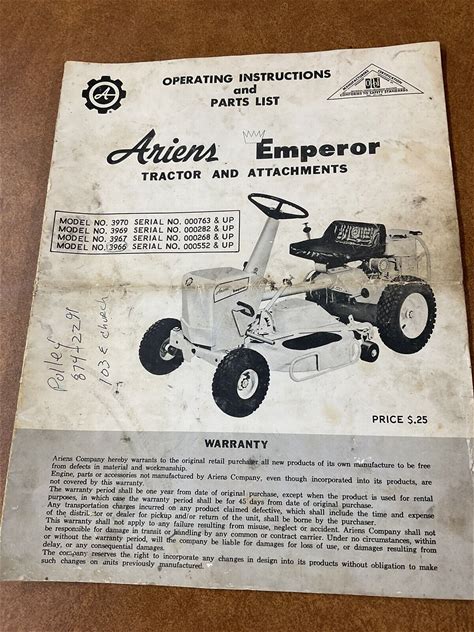 OPERATING INSTRUCTIONS
and
PARTS LIST
A
Ariens Emperor
TRACTOR AND ATTACHMENTS
MODEL NO. 3970 SERIAL NO. 000763 & UP
MODEL NO. 3969 SERIAL NO. 000282 & UP
MODEL NO. 3967 SERIAL NO. 000268 & UP
MODEL NO. 3966 SERIAL NO. 000552 & UP
Ariens
Polley
874-2291
103 E Church
PRICE $.25
WARRANTY
Ariens Company hereby warrants to the original retail purchaser all new products of its own manufacture to be free
from defects in material and workmanship.
Engine, parts or accessories not manufactured by Ariens Company, even though incorporated into its products, are
not covered by this warranty.
The warranty period shall be one year from date of original purchase, except when the product is used for rental
purposes, in which case the warranty period shall be for 45 days from date of original purchase.
Any transportation charges incurred on any product claimed defective, which shall include the time and expense
of the distributor or dealer for pickup and/or return of the unit, shall be borne by the purchaser.
This warranty shall not apply to any failure resulting from misuse, neglect or accident. Ariens Company shall not
be responsible for damage in transit or handling by any common or contract carrier. Under no circumstances, within
or without the warranty period, will the company be liable for damages for loss of use, or damages resulting from
delay, or any consequential damages.
The company reserves the right to incorporate any changes in design into its products without obligation to make
such changes on units previously manufactured.